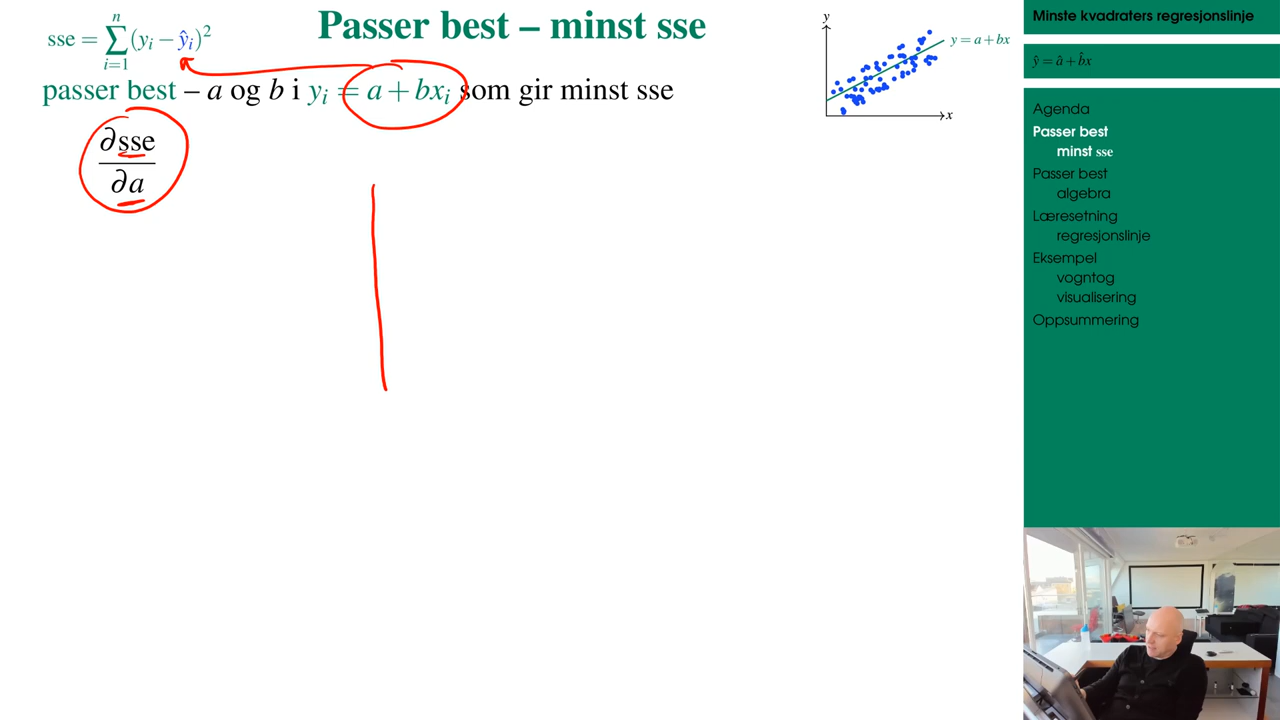 Passer best – minst sse
sse = ∑_{i=1}^{n} (y_i − ŷ_i)²
passer best – a og b i y_i = a + bx_i som gir minst sse
∂sse
∂a
y
y = a + bx
x
Minste kvadraters regresjonslinje
ŷ = â + b̂x
Agenda
Passer best
minst sse
Passer best
algebra
Læresetning
regresjonslinje
Eksempel
vogntog
visualisering
Oppsummering